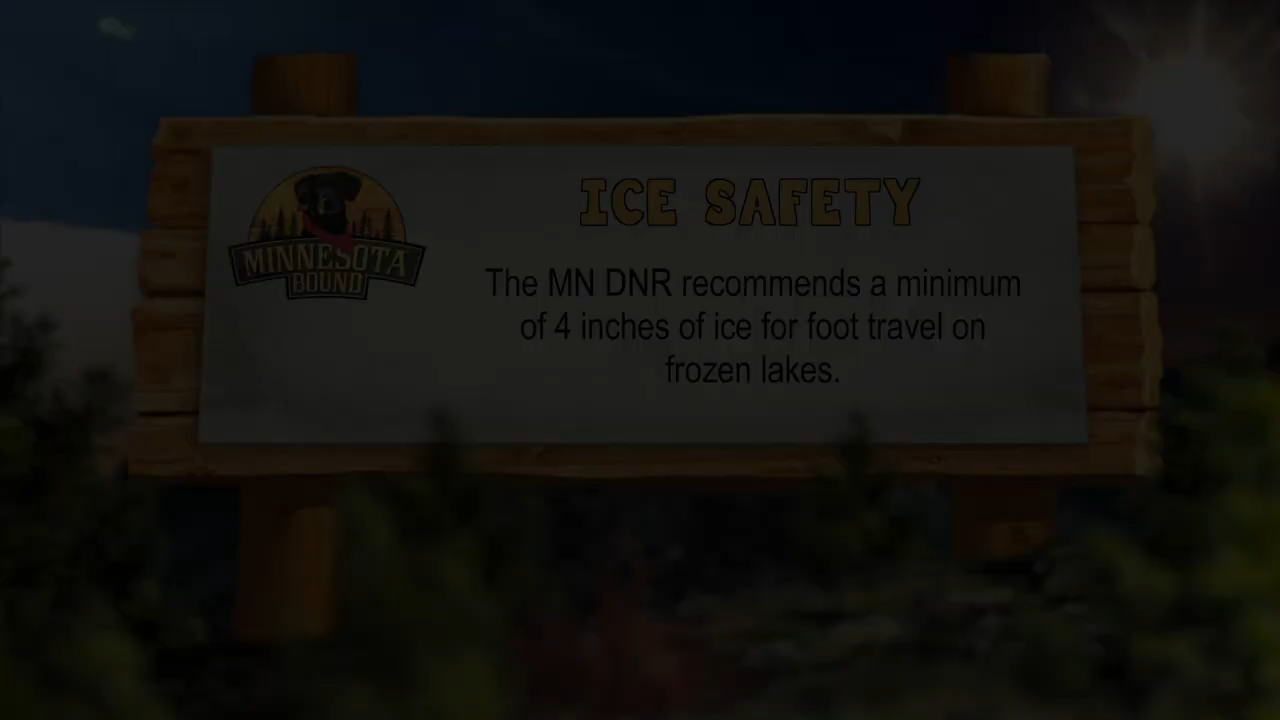 ICE SAFETY
MINNESOTA
BOUND
The MN DNR recommends a minimum
of 4 inches of ice for foot travel on
frozen lakes.